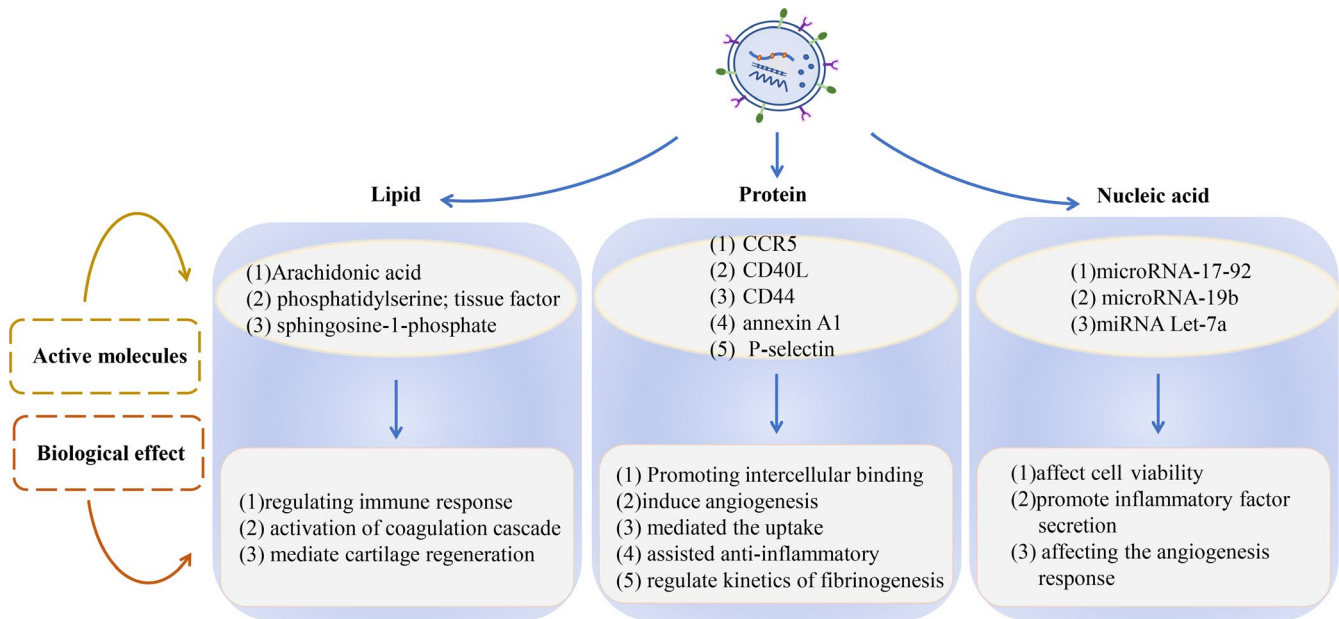 Lipid
Protein
Nucleic acid
Active molecules
Biological effect
(1)Arachidonic acid
(2) phosphatidylserine; tissue factor
(3) sphingosine-1-phosphate
(1)regulating immune response
(2) activation of coagulation cascade
(3) mediate cartilage regeneration
(1) CCR5
(2) CD40L
(3) CD44
(4) annexin A1
(5) P-selectin
(1) Promoting intercellular binding
(2)induce angiogenesis
(3) mediated the uptake
(4) assisted anti-inflammatory
(5) regulate kinetics of fibrinogenesis
(1)microRNA-17-92
(2) microRNA-19b
(3)miRNA Let-7a
(1)affect cell viability
(2)promote inflammatory factor
secretion
(3) affecting the angiogenesis
response